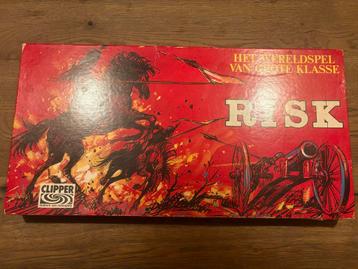 HET WERELDSPEL
VAN GROTE KLASSE
RISK
CLIPPER